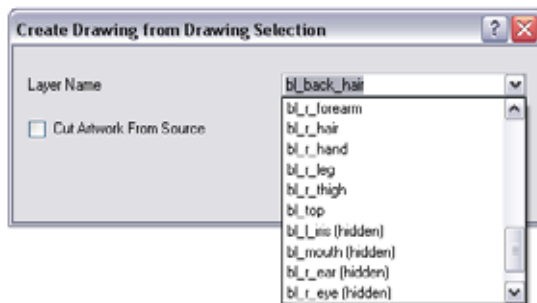 Create Drawing from Drawing Selection
Layer Name
bl_back_hair
Cut Artwork From Source
bl_r_forearm
bl_r_hair
bl_r_hand
bl_r_leg
bl_r_thigh
bl_top
bl_l_iris (hidden)
bl_mouth (hidden)
bl_r_ear (hidden)
bl_r_eye (hidden)